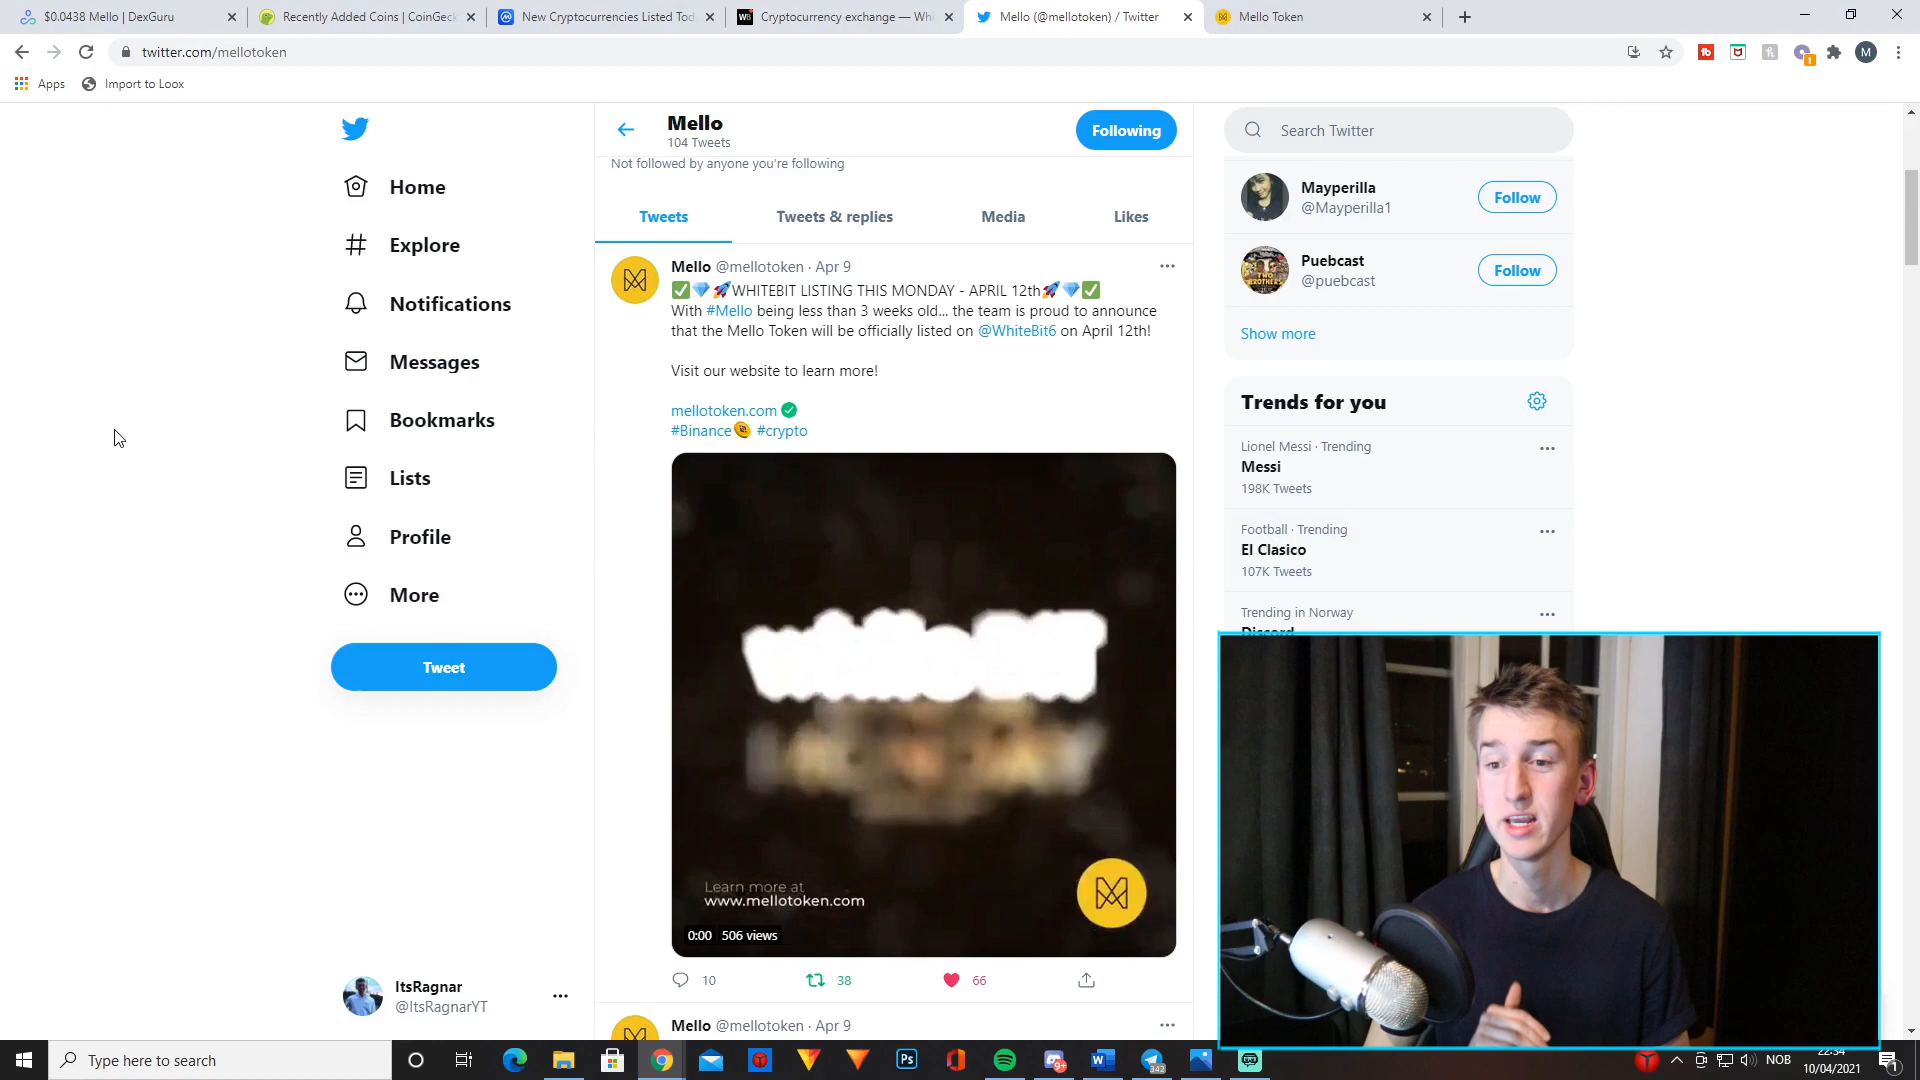 $0.0438 Mello | DexGuru
Recently Added Coins | CoinGeck
New Cryptocurrencies Listed Tod
Cryptocurrency exchange — Whi
Mello (@mellotoken) / Twitter
Mello Token
twitter.com/mellotoken
M
Apps
Import to Loox
Home
Explore
Notifications
Messages
Bookmarks
Lists
Profile
More
Tweet
ItsRagnar
@ItsRagnarYT
Mello
104 Tweets
Following
Not followed by anyone you're following
Tweets
Tweets & replies
Media
Likes
Mello @mellotoken · Apr 9
✅💎🚀WHITEBIT LISTING THIS MONDAY - APRIL 12th🚀💎✅
With #Mello being less than 3 weeks old... the team is proud to announce
that the Mello Token will be officially listed on @WhiteBit6 on April 12th!
Visit our website to learn more!
mellotoken.com
#Binance #crypto
Learn more at
www.mellotoken.com
0:00 506 views
10 38 66
Mello @mellotoken · Apr 9
Search Twitter
Mayperilla
@Mayperilla1
Follow
Puebcast
@puebcast
Follow
Show more
Trends for you
Lionel Messi · Trending
Messi
198K Tweets
Football · Trending
El Clasico
107K Tweets
Trending in Norway
Discord
Type here to search
342
NOB
22:34
10/04/2021
1